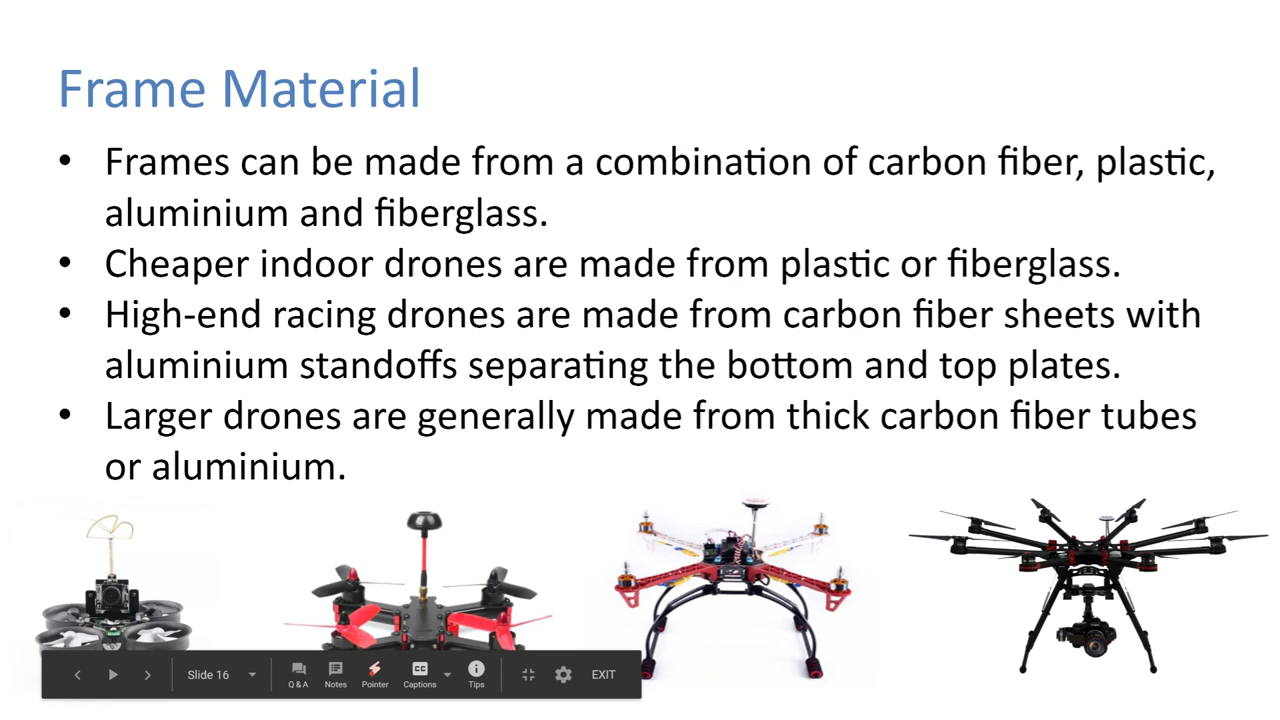 Frame Material
• Frames can be made from a combination of carbon fiber, plastic,
aluminium and fiberglass.
• Cheaper indoor drones are made from plastic or fiberglass.
• High-end racing drones are made from carbon fiber sheets with
aluminium standoffs separating the bottom and top plates.
• Larger drones are generally made from thick carbon fiber tubes
or aluminium.
Slide 16
Q & A
Notes
Pointer
CC
Captions
Tips
EXIT